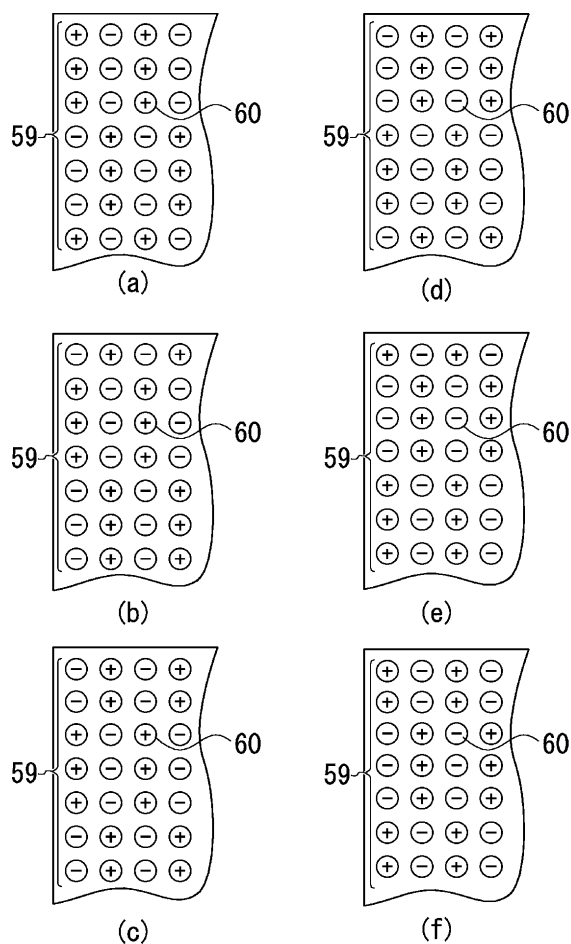 ⊕ ⊖ ⊕ ⊖
⊕ ⊖ ⊕ ⊖
⊕ ⊖ ⊕ ⊖ 60
59 ⊖ ⊕ ⊖ ⊕
⊖ ⊕ ⊖ ⊕
⊖ ⊕ ⊖ ⊕
⊕ ⊖ ⊕ ⊖
(a)
⊖ ⊕ ⊖ ⊕
⊕ ⊖ ⊕ ⊖
⊕ ⊖ ⊕ ⊖ 60
59 ⊕ ⊖ ⊕ ⊖
⊖ ⊕ ⊖ ⊕
⊖ ⊕ ⊖ ⊕
⊖ ⊕ ⊖ ⊕
(b)
⊖ ⊕ ⊖ ⊕
⊖ ⊕ ⊖ ⊕
⊕ ⊖ ⊕ ⊖ 60
59 ⊕ ⊖ ⊕ ⊖
⊕ ⊖ ⊕ ⊖
⊖ ⊕ ⊖ ⊕
⊖ ⊕ ⊖ ⊕
(c)
⊖ ⊕ ⊖ ⊕
⊖ ⊕ ⊖ ⊕
⊖ ⊕ ⊖ ⊕ 60
59 ⊕ ⊖ ⊕ ⊖
⊕ ⊖ ⊕ ⊖
⊕ ⊖ ⊕ ⊖
⊖ ⊕ ⊖ ⊕
(d)
⊕ ⊖ ⊕ ⊖
⊖ ⊕ ⊖ ⊕
⊖ ⊕ ⊖ ⊕ 60
59 ⊖ ⊕ ⊖ ⊕
⊕ ⊖ ⊕ ⊖
⊕ ⊖ ⊕ ⊖
⊕ ⊖ ⊕ ⊖
(e)
⊕ ⊖ ⊕ ⊖
⊕ ⊖ ⊕ ⊖
⊖ ⊕ ⊖ ⊕ 60
59 ⊖ ⊕ ⊖ ⊕
⊖ ⊕ ⊖ ⊕
⊕ ⊖ ⊕ ⊖
⊕ ⊖ ⊕ ⊖
(f)